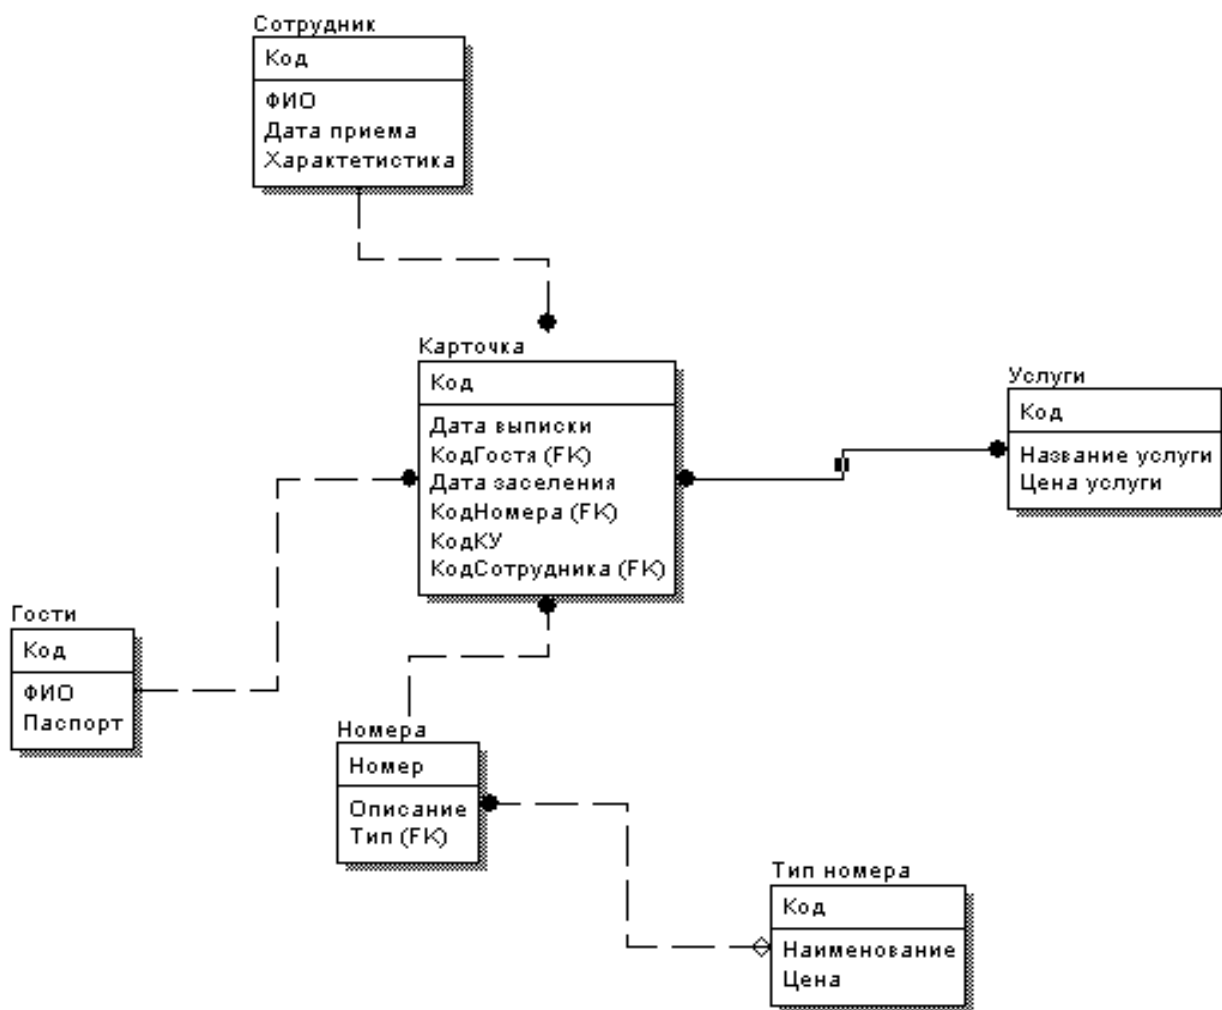 Сотрудник
Код
ФИО
Дата приема
Характетистика
Карточка
Код
Дата выписки
КодГостя (FK)
Дата заселения
КодНомера (FK)
КодКУ
КодСотрудника (FK)
Услуги
Код
Название услуги
Цена услуги
Гости
Код
ФИО
Паспорт
Номера
Номер
Описание
Тип (FK)
Тип номера
Код
Наименование
Цена